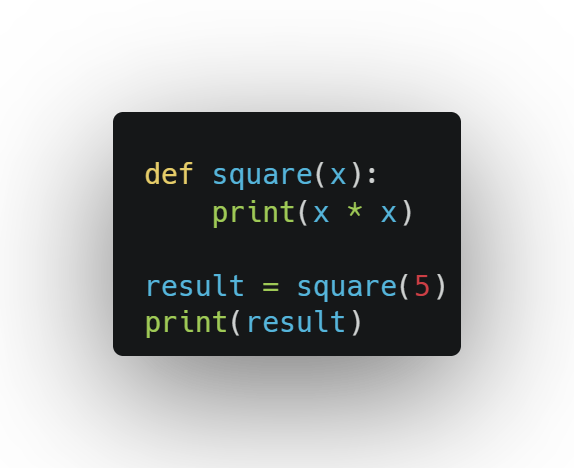 def square(x):
    print(x * x)

result = square(5)
print(result)